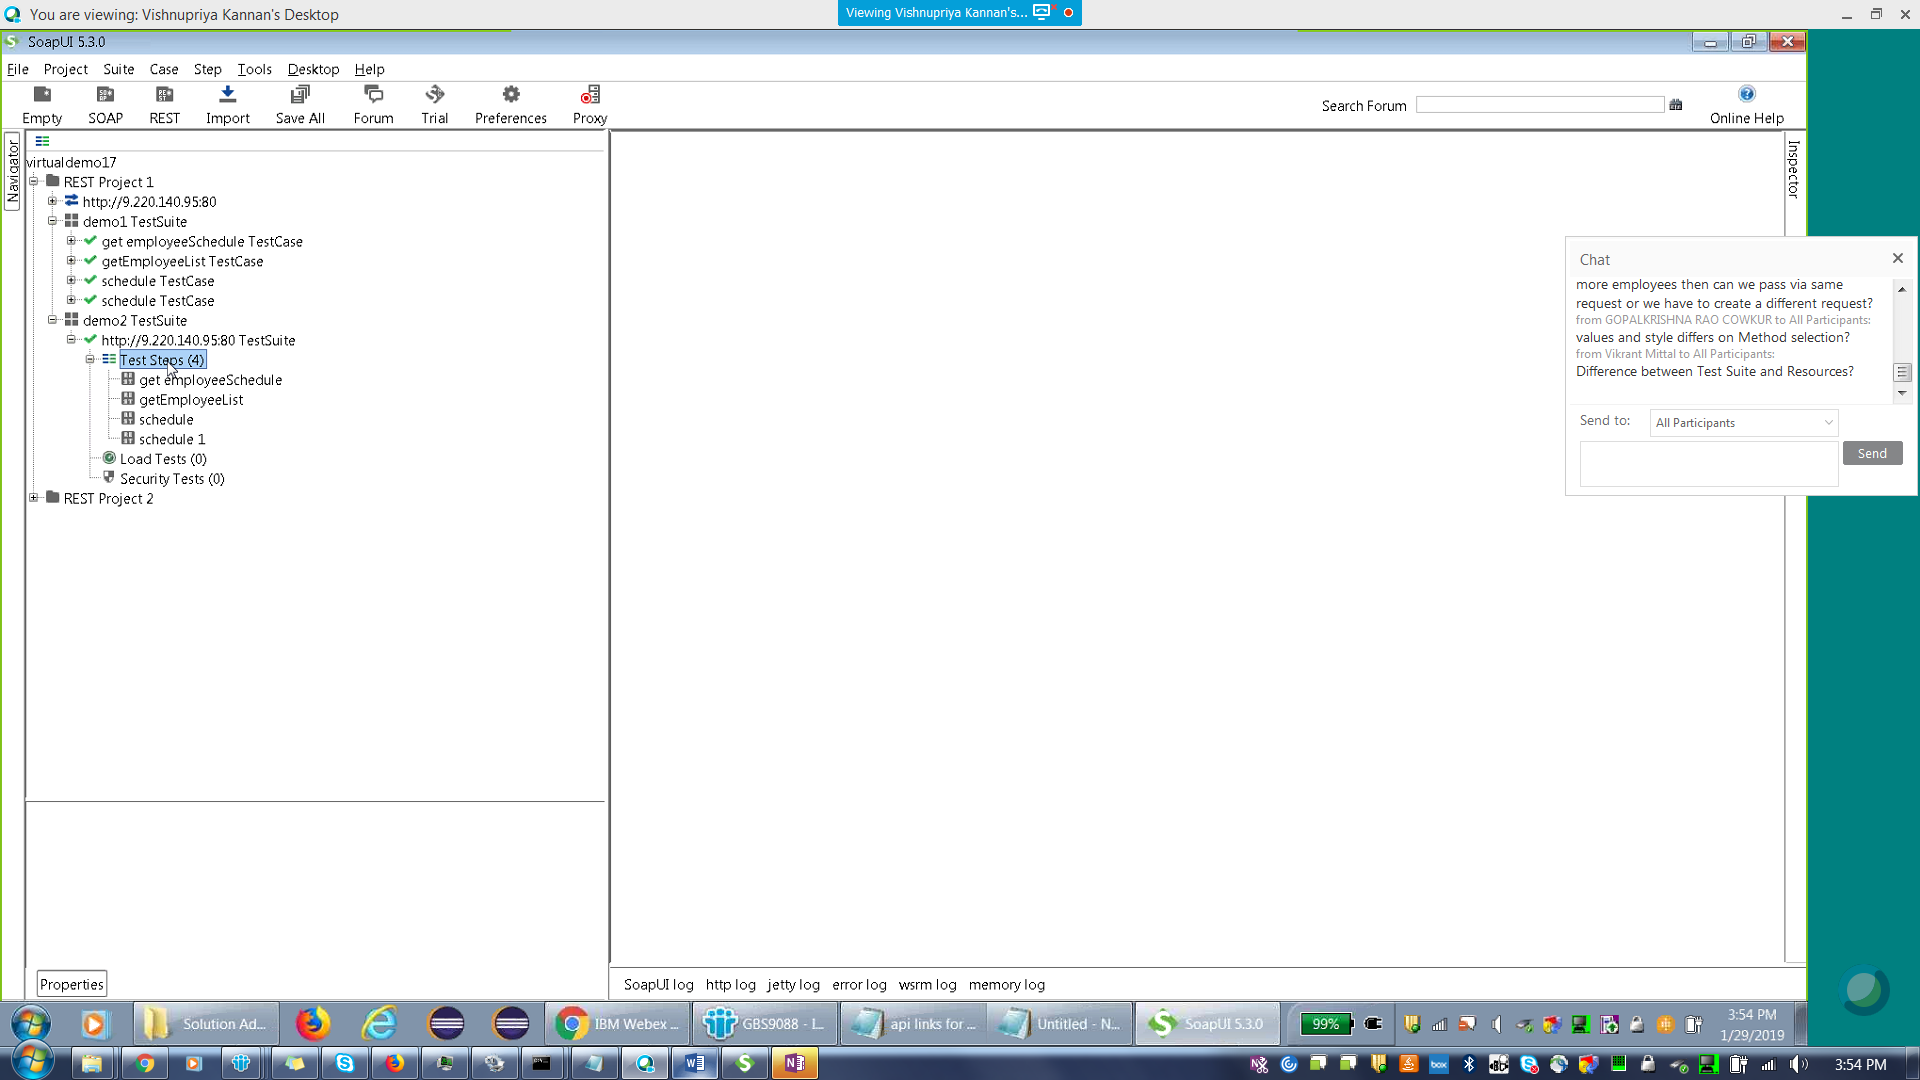 You are viewing: Vishnupriya Kannan's Desktop
Viewing Vishnupriya Kannan's...
SoapUI 5.3.0
File Project Suite Case Step Tools Desktop Help
Empty SOAP REST Import Save All Forum Trial Preferences Proxy
Search Forum
Online Help
Navigator
Inspector
virtualdemo17
REST Project 1
http://9.220.140.95:80
demo1 TestSuite
get employeeSchedule TestCase
getEmployeeList TestCase
schedule TestCase
schedule TestCase
demo2 TestSuite
http://9.220.140.95:80 TestSuite
Test Steps (4)
get employeeSchedule
getEmployeeList
schedule
schedule 1
Load Tests (0)
Security Tests (0)
REST Project 2
Chat
more employees then can we pass via same
request or we have to create a different request?
from GOPALKRISHNA RAO COWKUR to All Participants:
values and style differs on Method selection?
from Vikrant Mittal to All Participants:
Difference between Test Suite and Resources?
Send to: All Participants
Send
Properties
SoapUI log http log jetty log error log wsrm log memory log
Solution Ad... IBM Webex ... GBS9088 - I... api links for ... Untitled - N... SoapUI 5.3.0 99% 3:54 PM
1/29/2019
3:54 PM